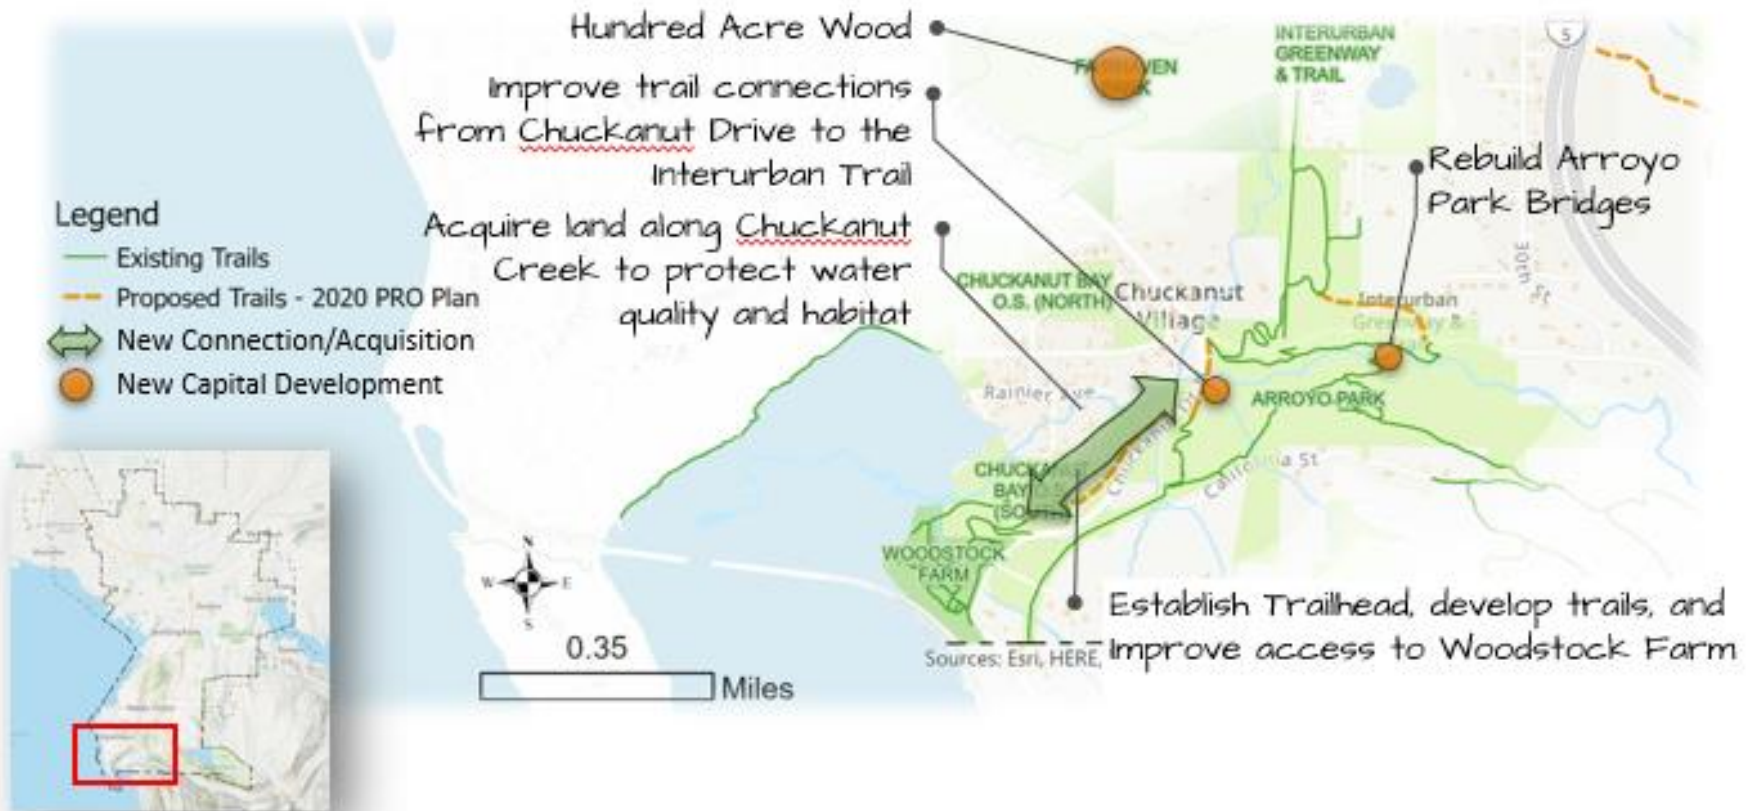 Hundred Acre Wood
Improve trail connections
from Chuckanut Drive to the
Interurban Trail
Acquire land along Chuckanut
Creek to protect water
quality and habitat
Legend
Existing Trails
Proposed Trails - 2020 PRO Plan
New Connection/Acquisition
New Capital Development
INTERURBAN
GREENWAY
& TRAIL
5
Rebuild Arroyo
Park Bridges
30th St
CHUCKANUT BAY
O.S. (NORTH)
Chuckanut
Village
Interurban
Greenway &
Rainier Ave
ARROYO PARK
California St
WOODSTOCK
FARM
N
W E
S
0.35
Miles
Establish Trailhead, develop trails, and
Improve access to Woodstock Farm
Sources: Esri, HERE,